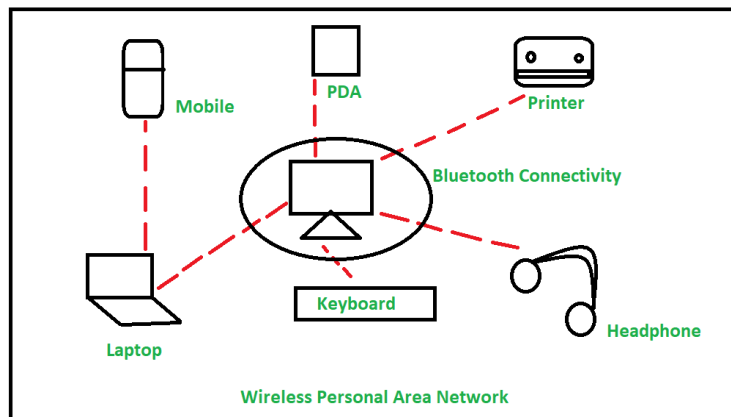 PDA
Printer
Mobile
Bluetooth Connectivity
Keyboard
Headphone
Laptop
Wireless Personal Area Network